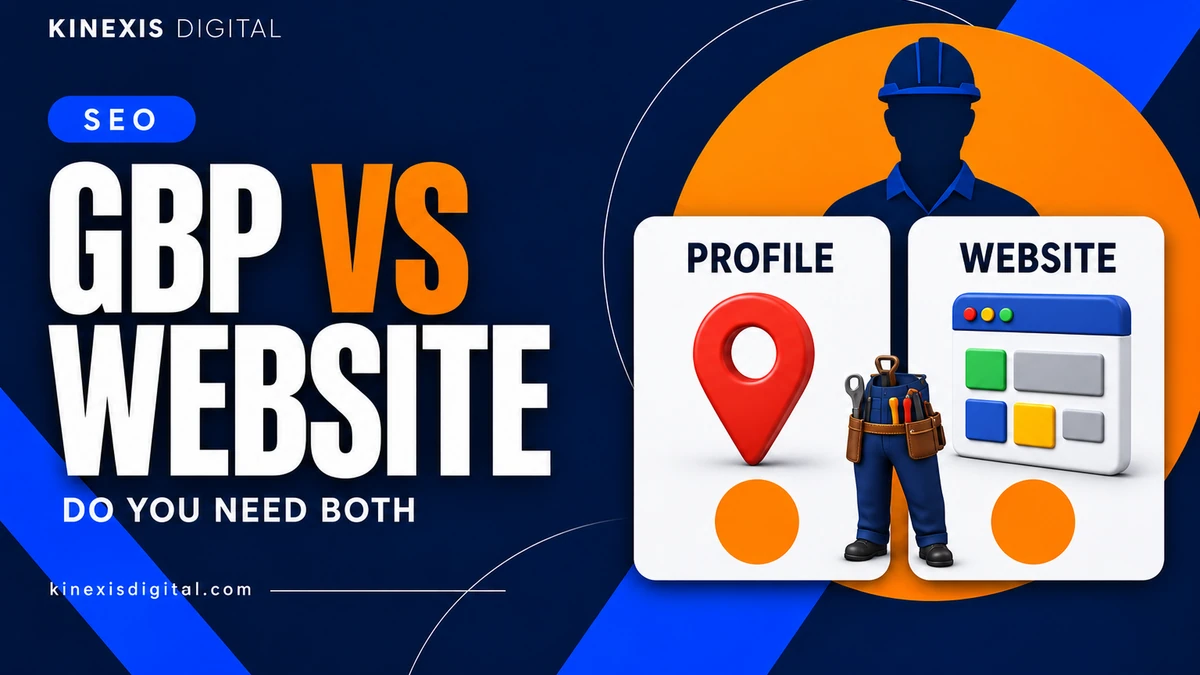 KINEXIS DIGITAL
SEO
GBP VS
WEBSITE
DO YOU NEED BOTH
kinexisdigital.com
PROFILE
WEBSITE